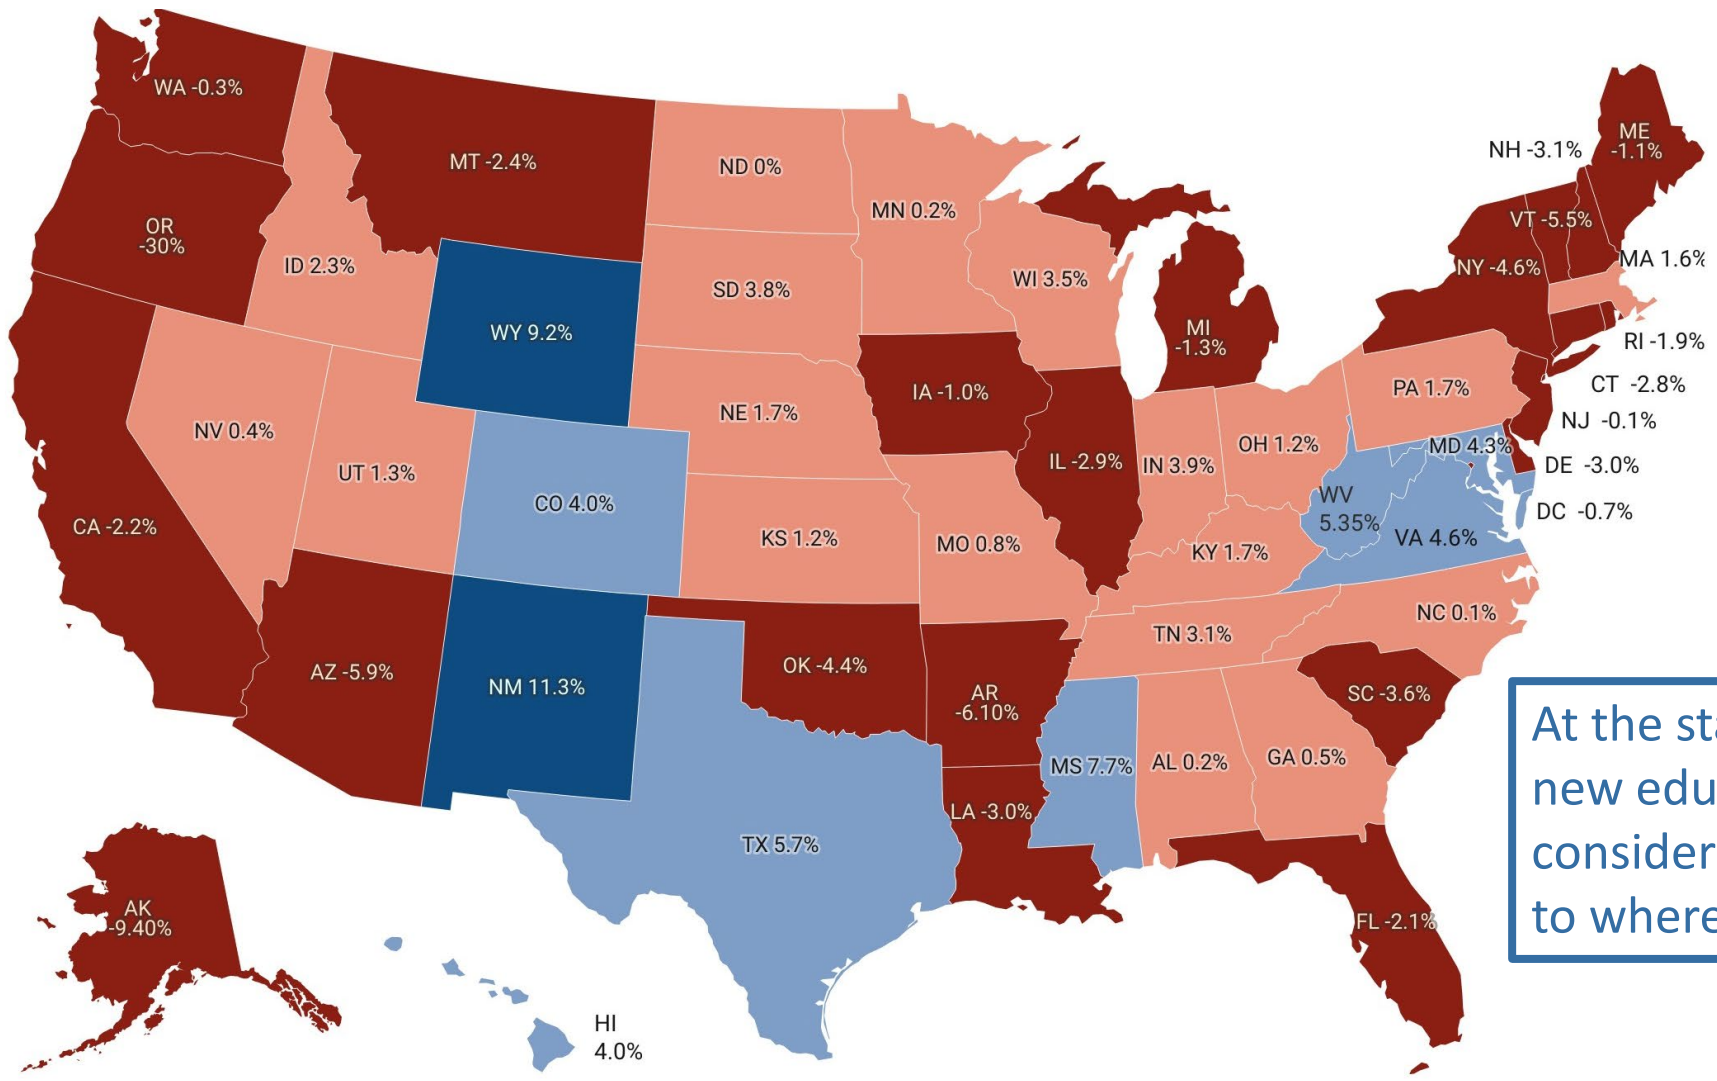 WA -0.3%
OR
-30%
CA -2.2%
ID 2.3%
NV 0.4%
MT -2.4%
WY 9.2%
UT 1.3%
AZ -5.9%
CO 4.0%
NM 11.3%
ND 0%
SD 3.8%
NE 1.7%
KS 1.2%
OK -4.4%
TX 5.7%
MN 0.2%
IA -1.0%
MO 0.8%
AR
-6.10%
LA -3.0%
WI 3.5%
IL -2.9%
MI
-1.3%
IN 3.9%
OH 1.2%
KY 1.7%
TN 3.1%
MS 7.7%
AL 0.2%
GA 0.5%
FL -2.1%
SC -3.6%
NC 0.1%
VA 4.6%
WV
5.35%
MD 4.3%
PA 1.7%
NY -4.6%
VT -5.5%
NH -3.1%
ME
-1.1%
MA 1.6%
RI -1.9%
CT -2.8%
NJ -0.1%
DE -3.0%
DC -0.7%
AK
-9.40%
HI
4.0%
At the
new
consider
to where